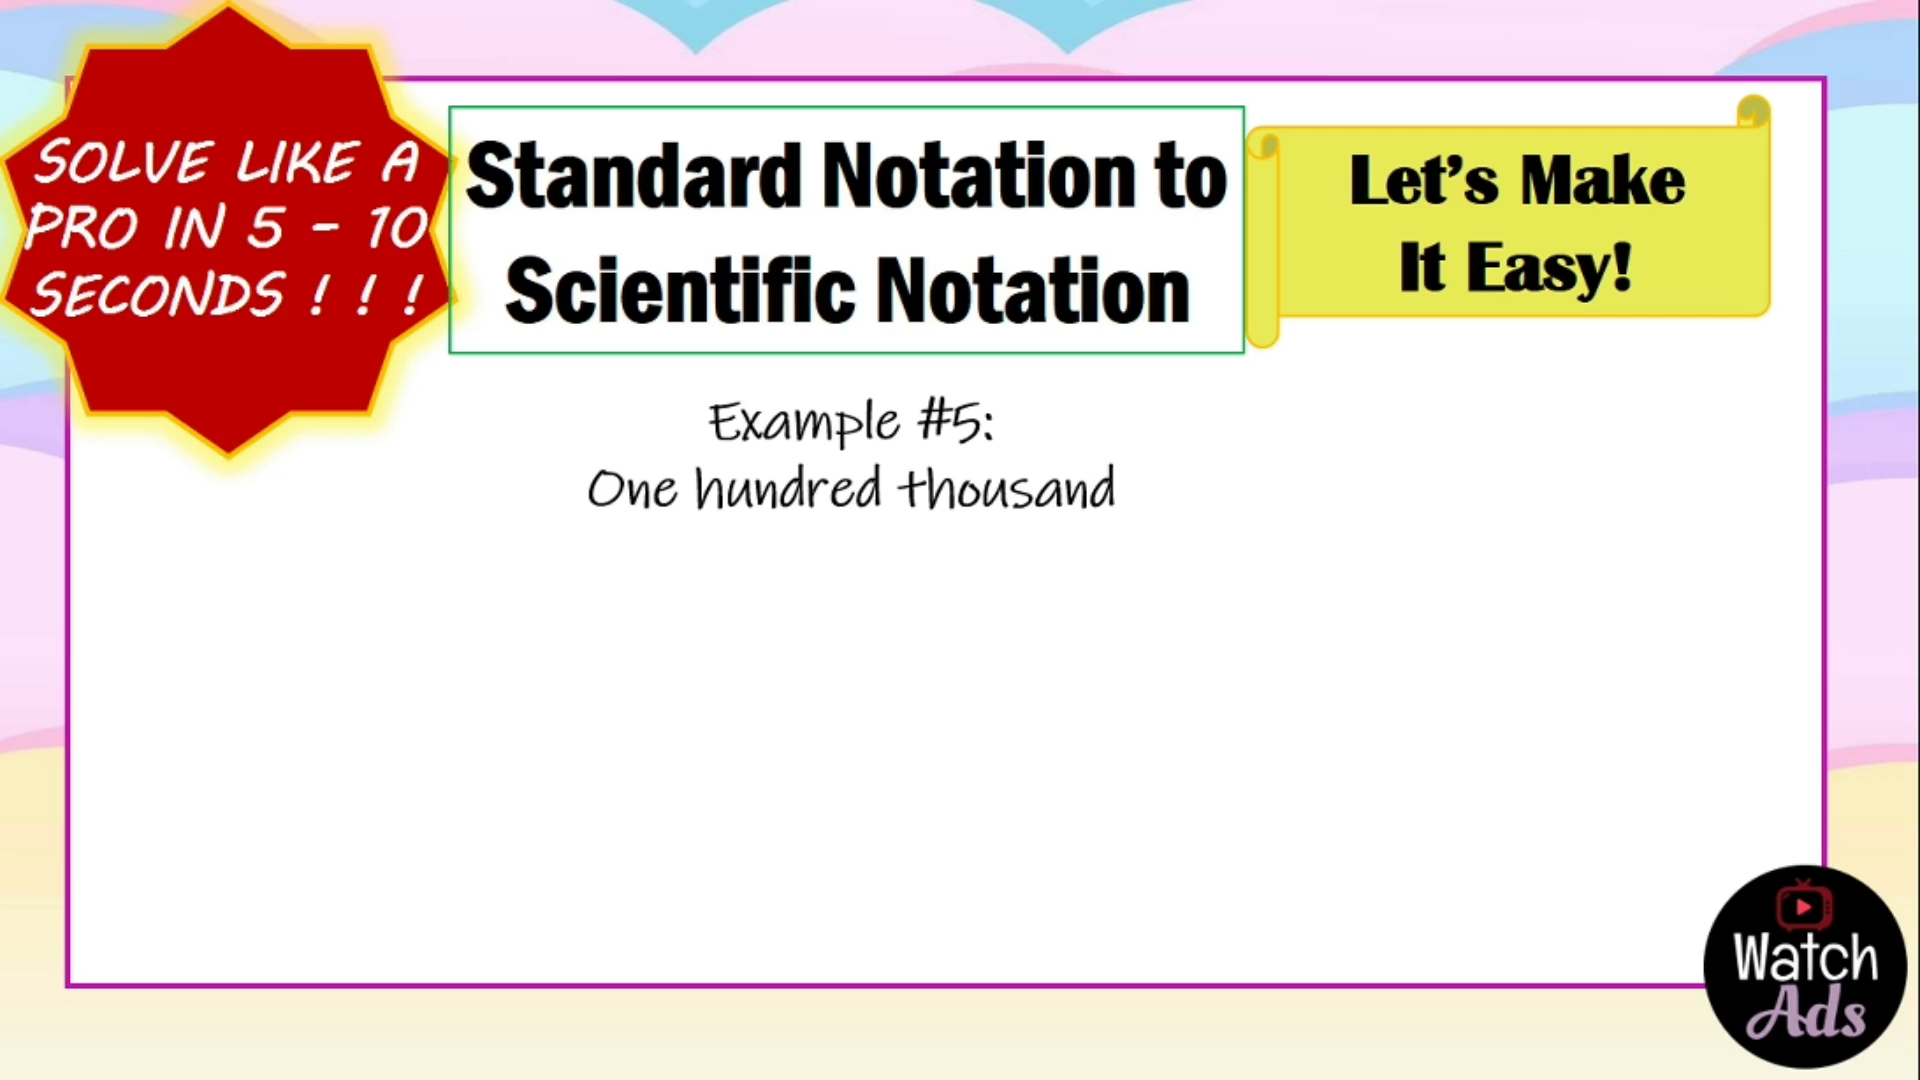 SOLVE LIKE A
PRO IN 5 - 10
SECONDS ! ! !
Standard Notation to
Scientific Notation
Let's Make
It Easy!
Example #5:
One hundred thousand
Watch
Ads